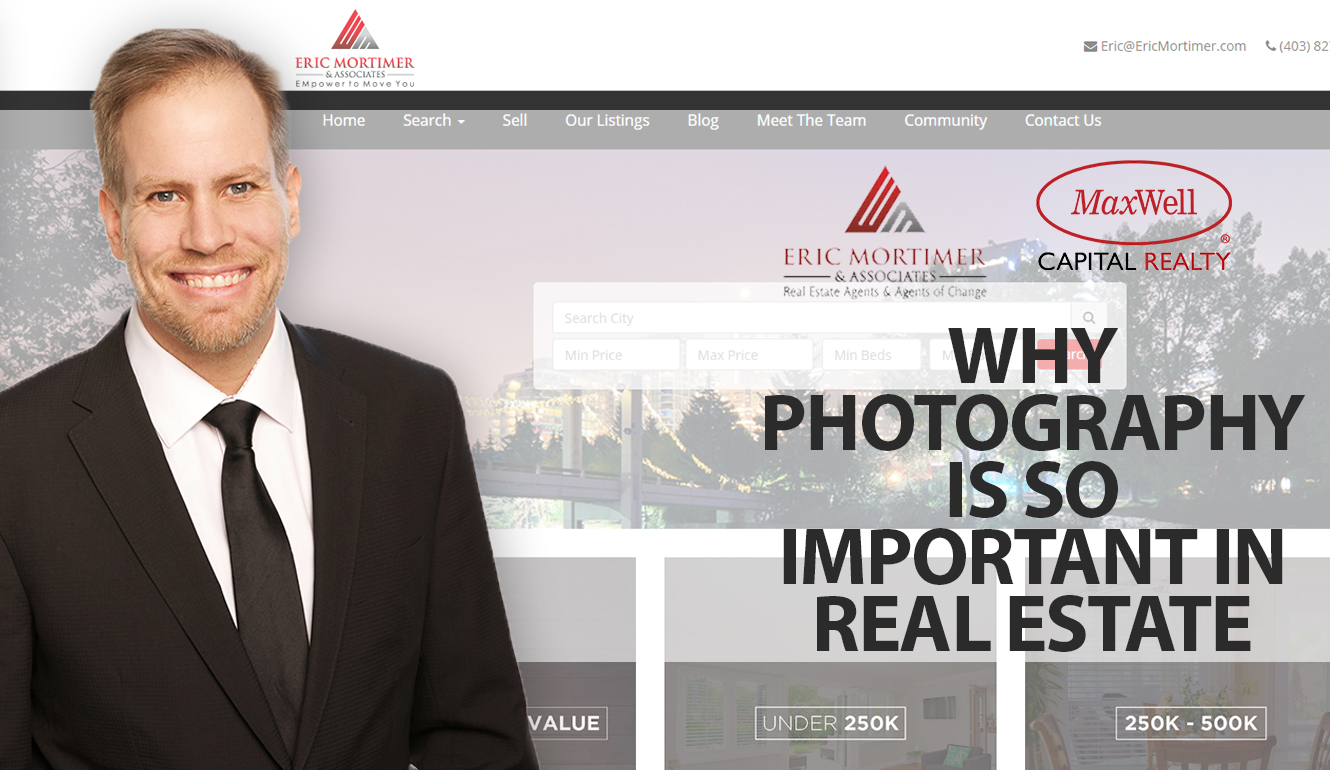 ERIC MORTIMER
& ASSOCIATES
EMpower to Move You
Eric@EricMortimer.com
(403) 82
Home
Search
Sell
Our Listings
Blog
Meet The Team
Community
Contact Us
ERIC MORTIMER
& ASSOCIATES
Real Estate Agents & Agents of Change
MaxWell
®
CAPITAL REALTY
Search City
Min Price
Max Price
Min Beds
WHY
PHOTOGRAPHY
IS SO
IMPORTANT IN
REAL ESTATE
VALUE
UNDER 250K
250K - 500K